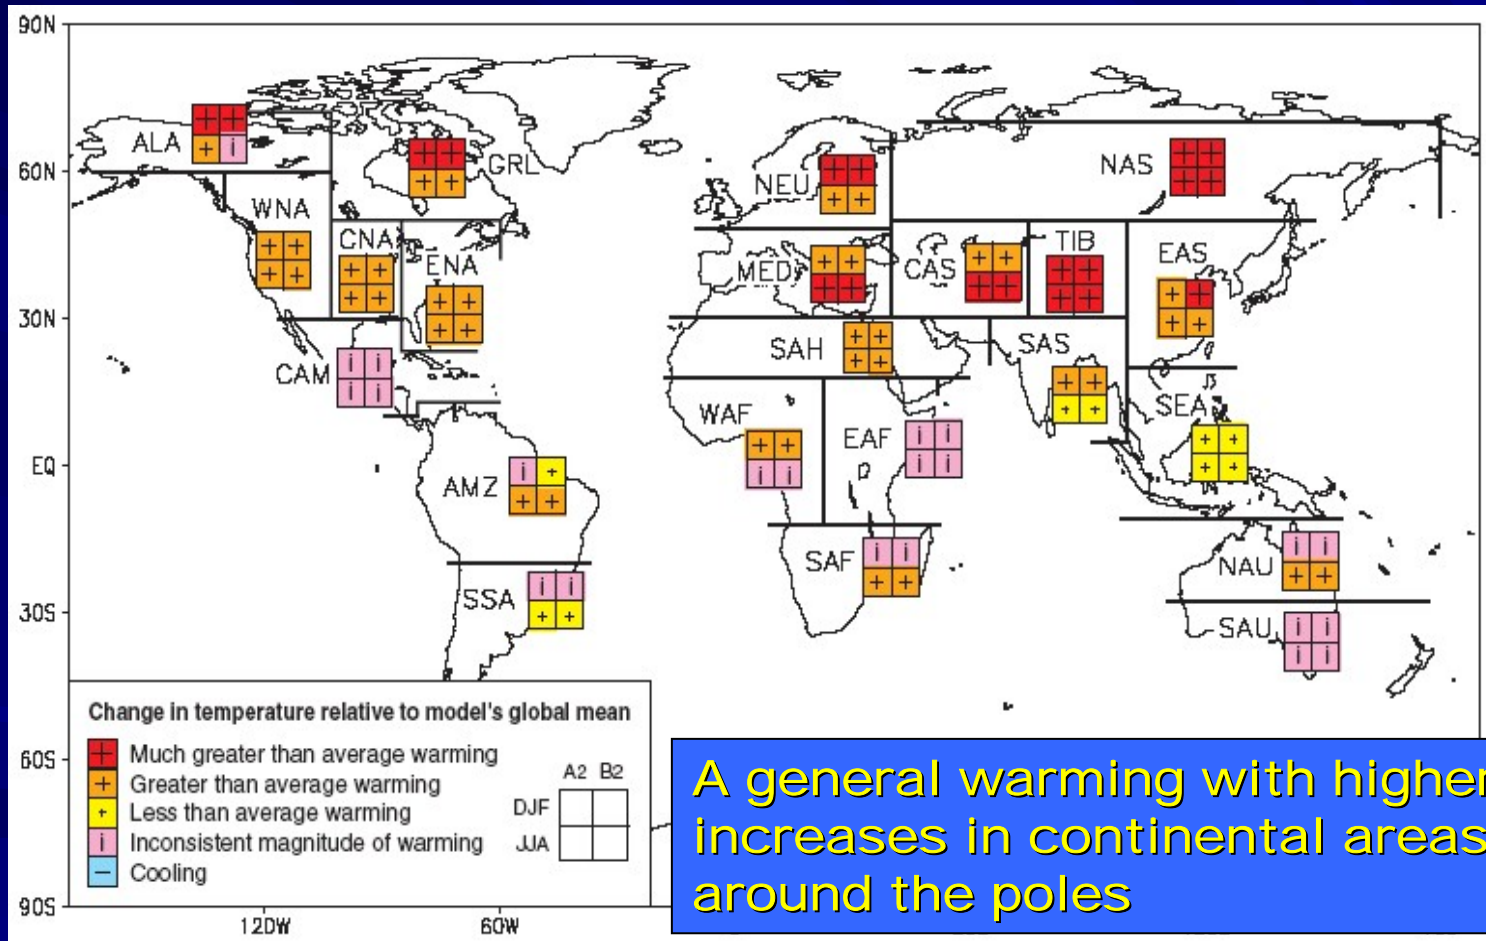 90N
60N
30N
EQ
30S
60S
90S
120W
60W
ALA
+ +
+ i
GRL
+ +
+ +
WNA
+ +
+ +
CNA
+ +
+ +
ENA
+ +
+ +
CAM
i i
i i
AMZ
i +
+ +
SSA
i i
+ +
NEU
+ +
+ +
NAS
+ +
+ +
MED
+ +
+ +
CAS
+ +
+ +
TIB
+ +
+ +
EAS
+ +
+ +
SAH
+ +
+ +
SAS
+ +
+ +
WAF
+ +
i i
EAF
i i
i i
SEA
+ +
+ +
SAF
i i
+ +
NAU
i i
+ +
SAU
i i
i i
Change in temperature relative to model's global mean
+ Much greater than average warming
+ Greater than average warming
+ Less than average warming
i Inconsistent magnitude of warming
− Cooling
A2 B2
DJF
JJA
A general warming with higher
increases in continental areas
around the poles